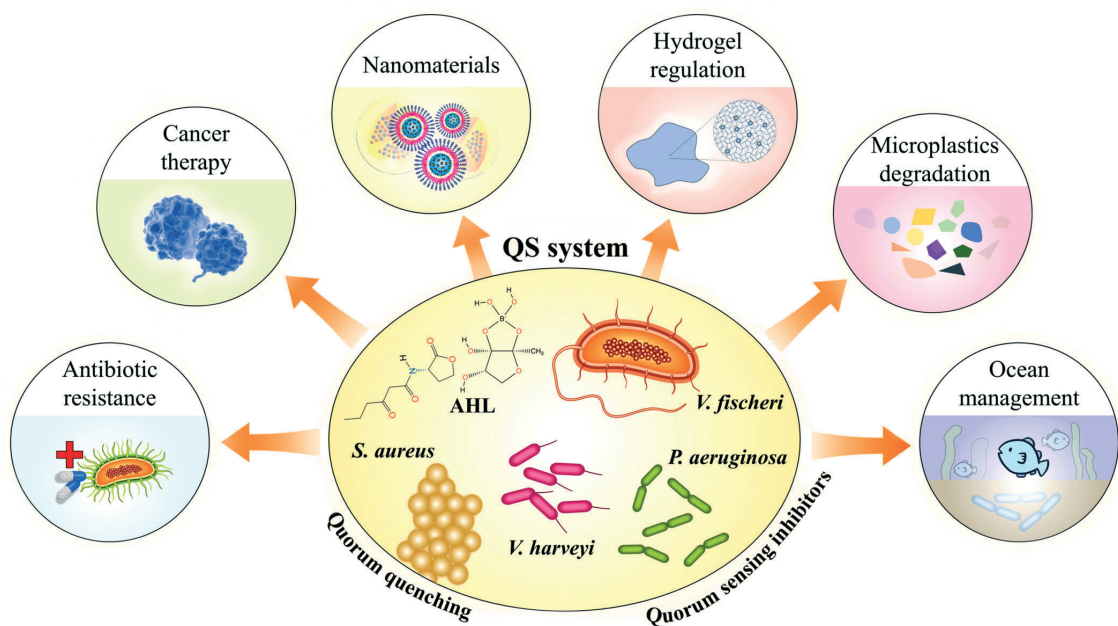 Nanomaterials
Hydrogel
regulation
Cancer
therapy
Microplastics
degradation
Antibiotic
resistance
Ocean
management
QS system
H
O
O
H
B-
O
O
H
O
CH3
O
O
H
H
N
O
O
O
O
AHL
V. fischeri
S. aureus
V. harveyi
P. aeruginosa
Quorum quenching
Quorum sensing inhibitors